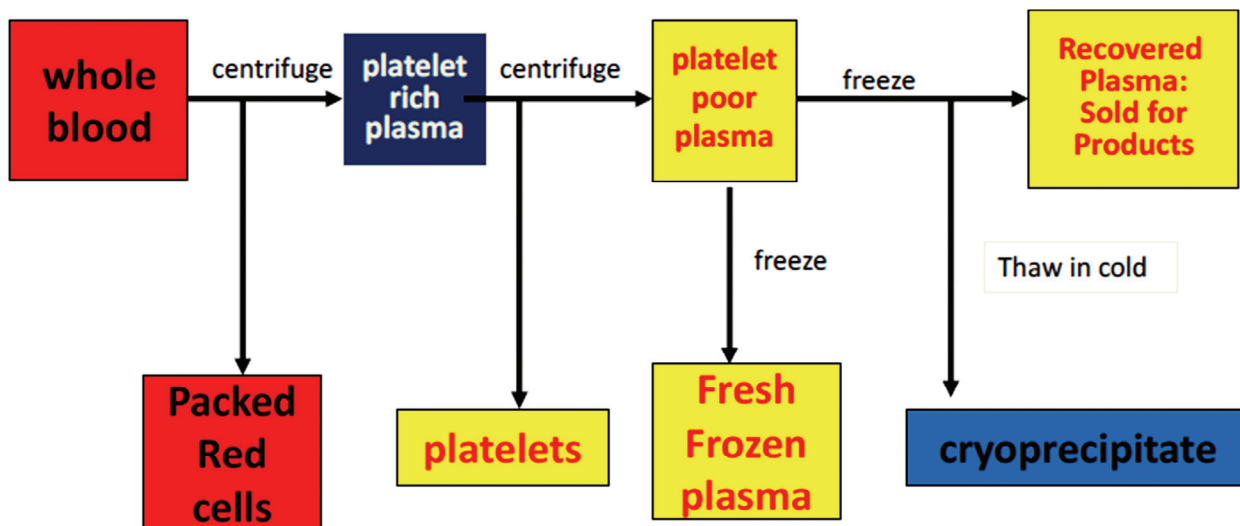 whole
blood
centrifuge
platelet
rich
plasma
centrifuge
platelet
poor
plasma
freeze
Recovered
Plasma:
Sold for
Products
freeze
Thaw in cold
Packed
Red
cells
platelets
Fresh
Frozen
plasma
cryoprecipitate